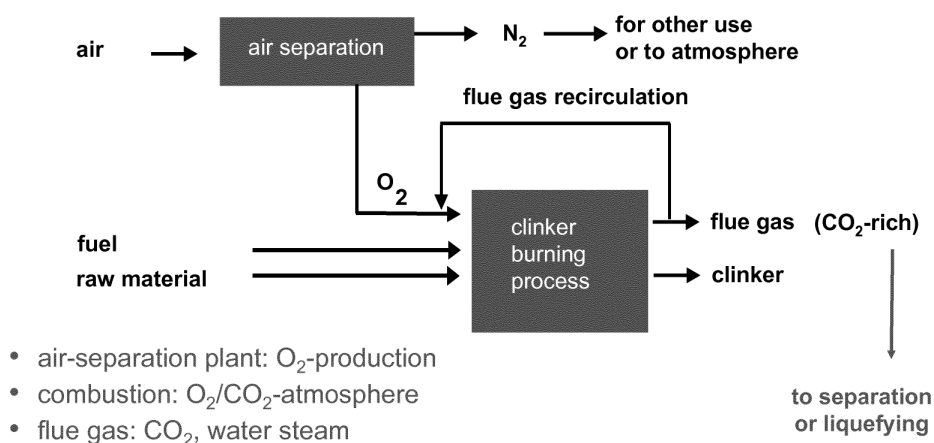 air
air separation
N₂
for other use
or to atmosphere
flue gas recirculation
O₂
clinker
burning
process
fuel
raw material
flue gas (CO₂-rich)
clinker
• air-separation plant: O₂-production
• combustion: O₂/CO₂-atmosphere
• flue gas: CO₂, water steam
to separation
or liquefying